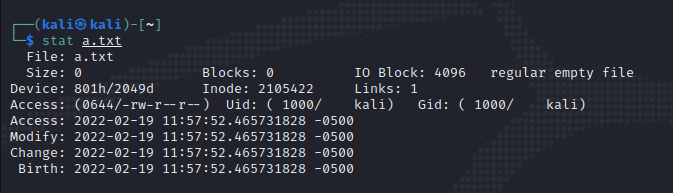 ┌──(kali㉿kali)-[~]
└─$ stat a.txt
  File: a.txt
  Size: 0               Blocks: 0          IO Block: 4096   regular empty file
Device: 801h/2049d      Inode: 2105422     Links: 1
Access: (0644/-rw-r--r--)  Uid: ( 1000/    kali)   Gid: ( 1000/    kali)
Access: 2022-02-19 11:57:52.465731828 -0500
Modify: 2022-02-19 11:57:52.465731828 -0500
Change: 2022-02-19 11:57:52.465731828 -0500
 Birth: 2022-02-19 11:57:52.465731828 -0500